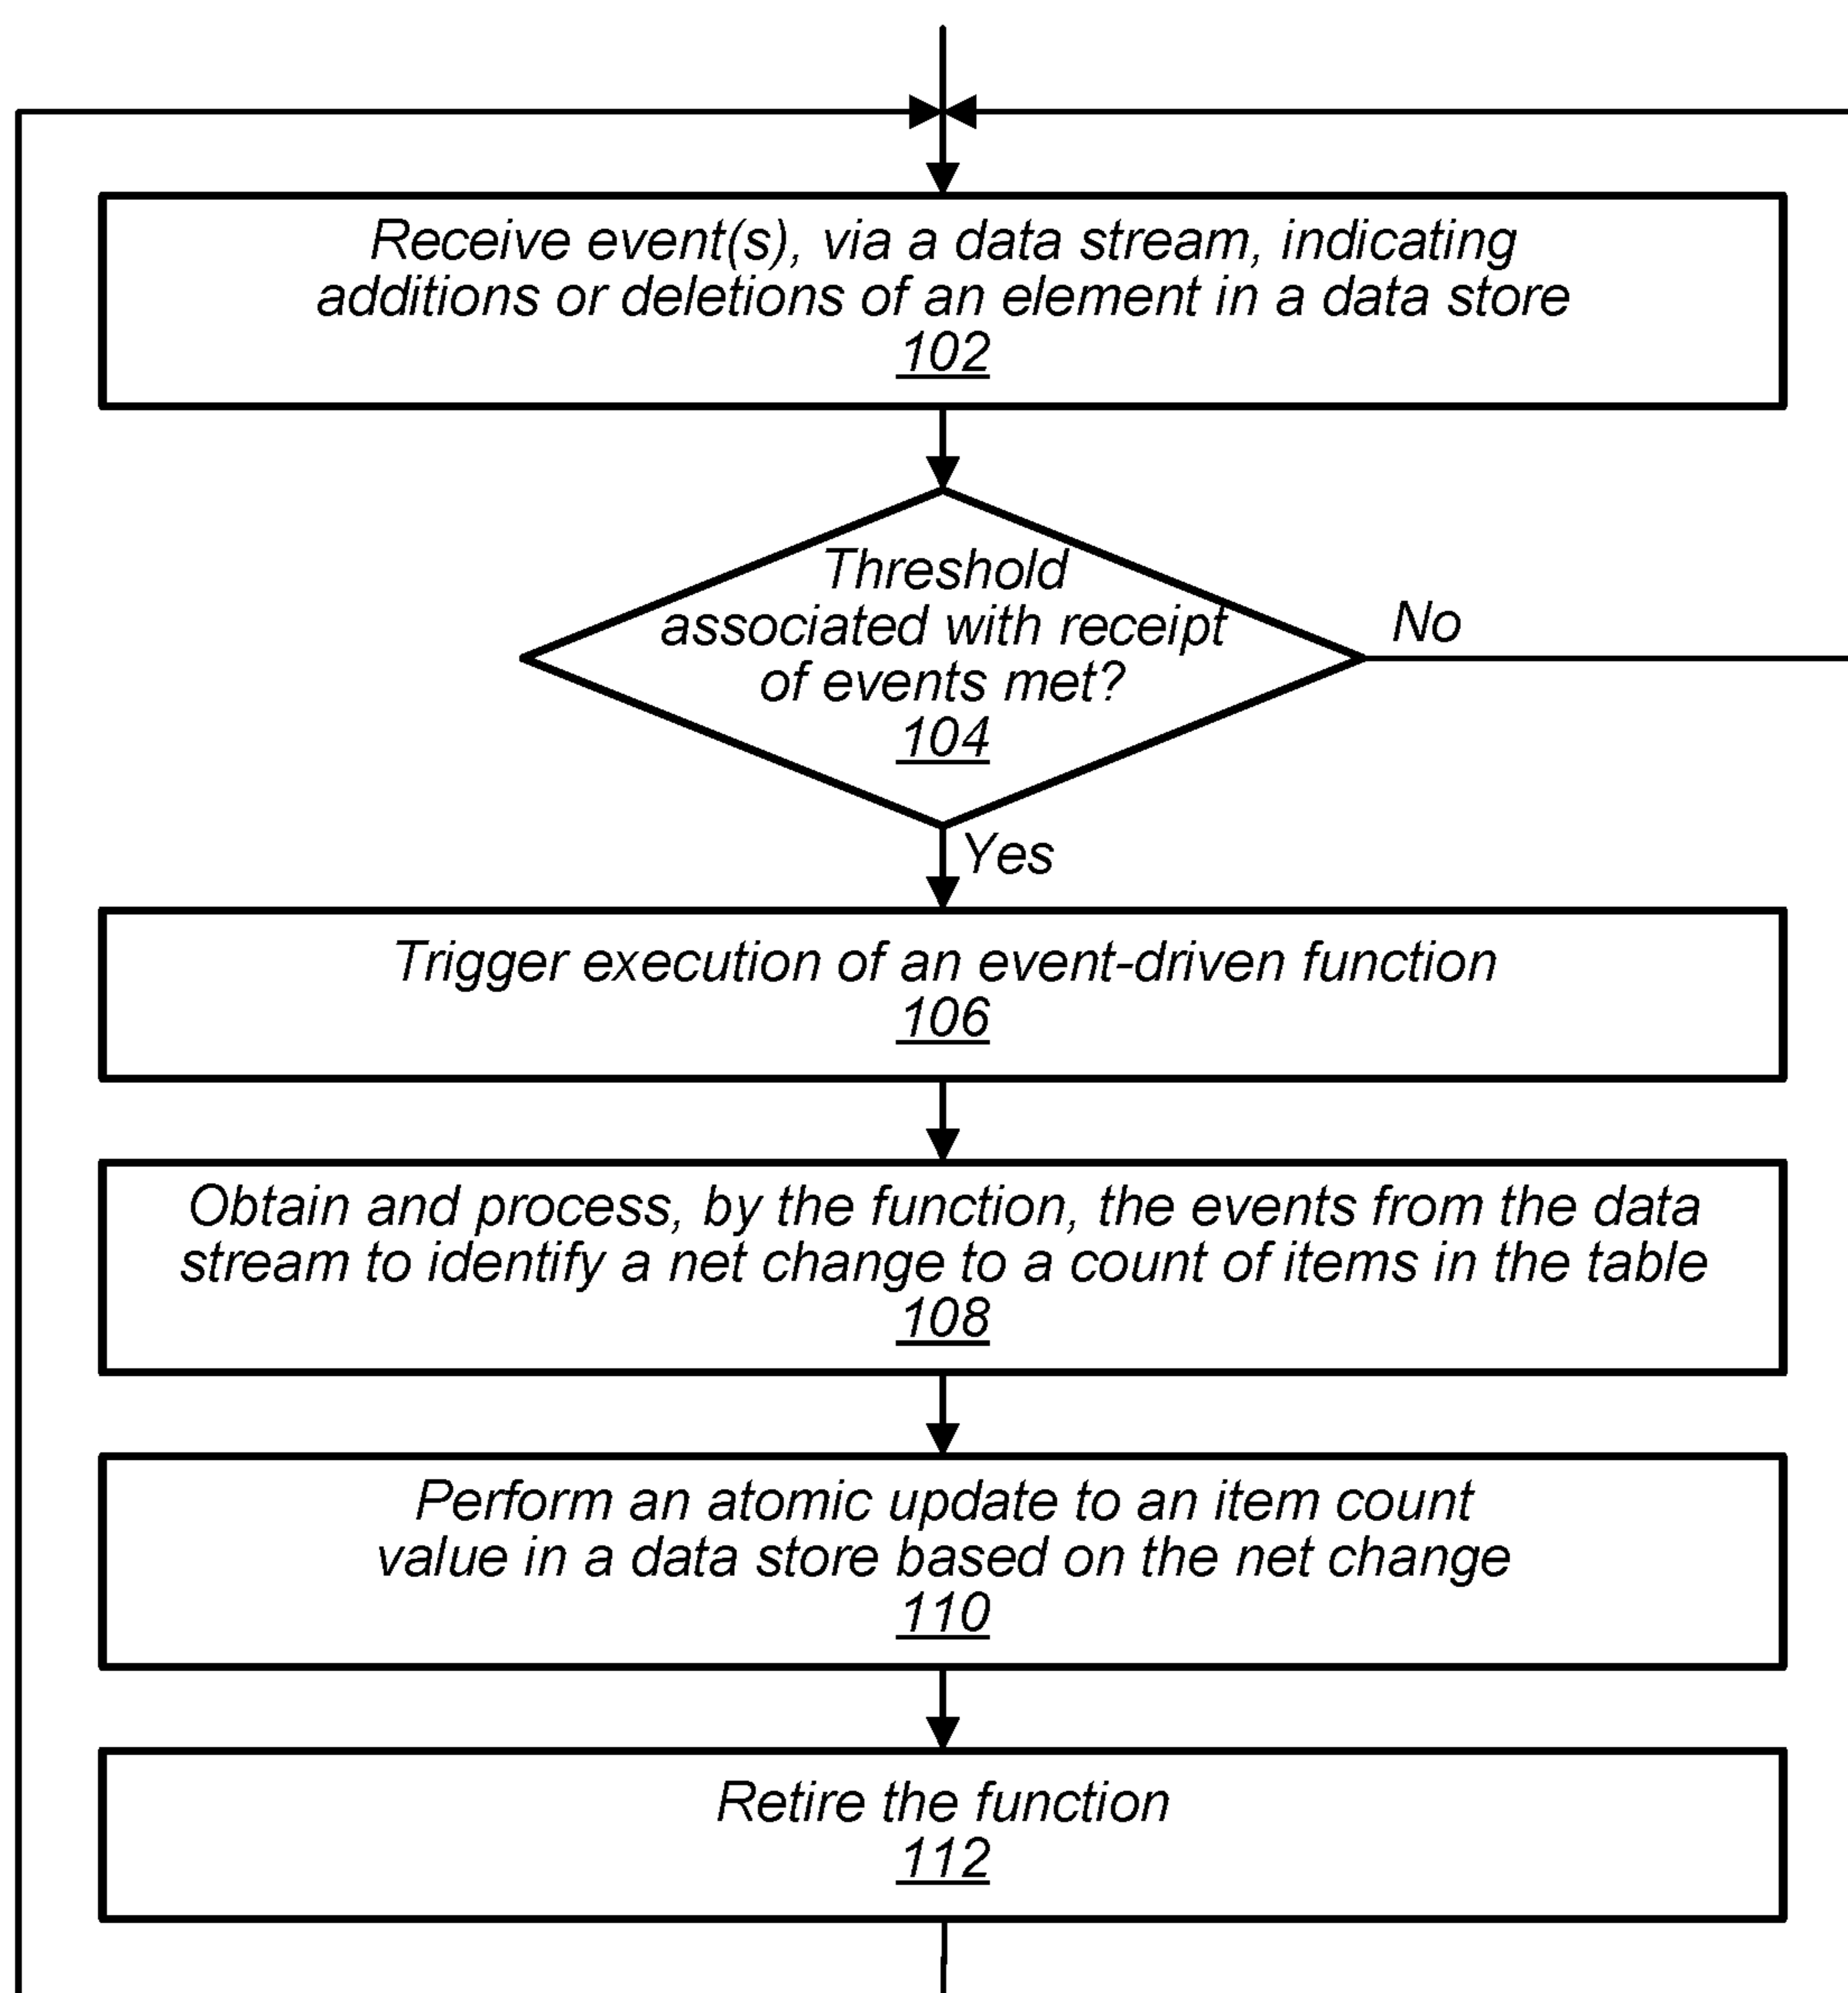 Receive event(s), via a data stream, indicating
additions or deletions of an element in a data store
102
Threshold
associated with receipt
of events met?
104
No
Yes
Trigger execution of an event-driven function
106
Obtain and process, by the function, the events from the data
stream to identify a net change to a count of items in the table
108
Perform an atomic update to an item count
value in a data store based on the net change
110
Retire the function
112